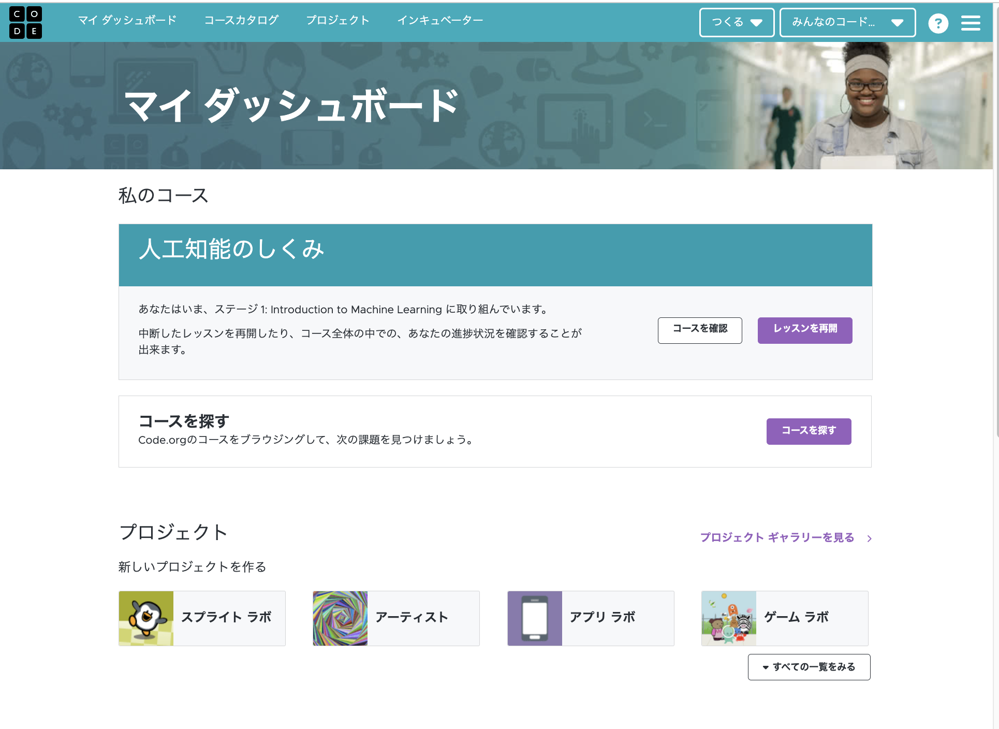 CODE
マイ ダッシュボード
コースカタログ
プロジェクト
インキュベーター
つくる
みんなのコード...
?
マイ ダッシュボード
私のコース
人工知能のしくみ
あなたはいま、ステージ 1: Introduction to Machine Learning に取り組んでいます。
中断したレッスンを再開したり、コース全体の中での、あなたの進捗状況を確認することが
出来ます。
コースを確認
レッスンを再開
コースを探す
Code.orgのコースをブラウジングして、次の課題を見つけましょう。
コースを探す
プロジェクト
プロジェクト ギャラリーを見る
新しいプロジェクトを作る
スプライト ラボ
アーティスト
アプリ ラボ
ゲーム ラボ
すべての一覧をみる